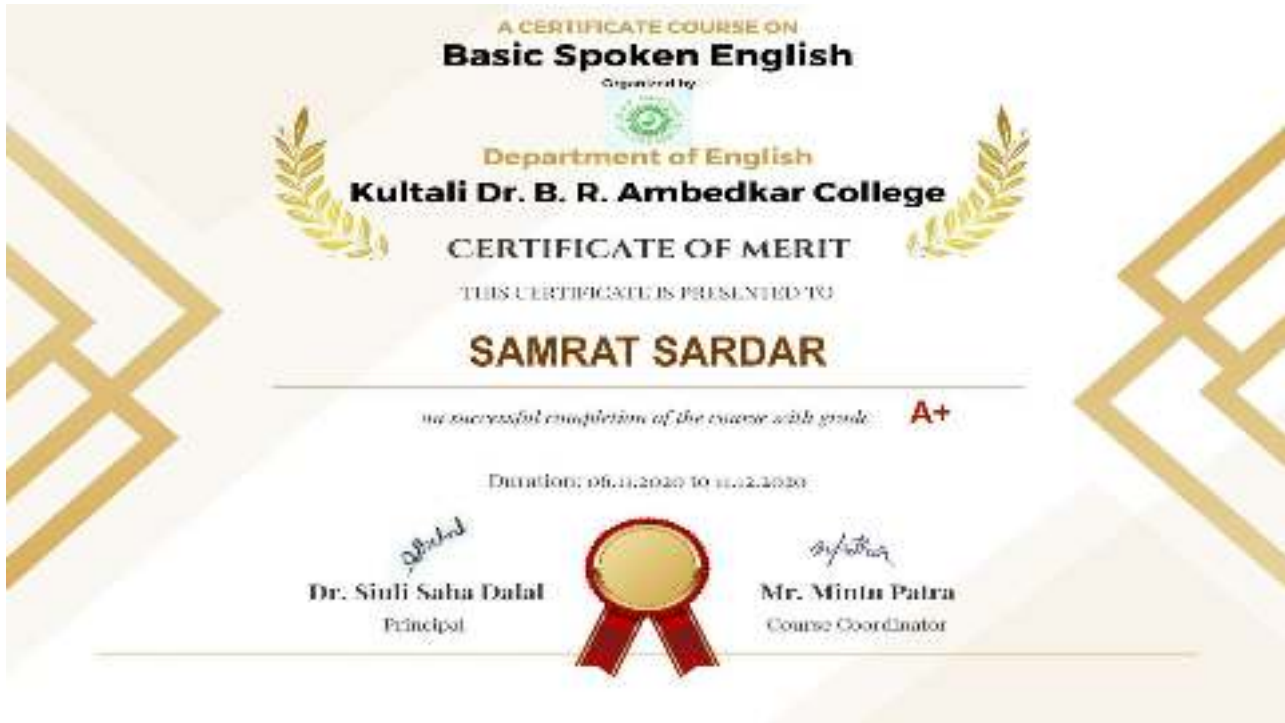 A CERTIFICATE COURSE ON
Basic Spoken English
Organized by
Department of English
Kultali Dr. B. R. Ambedkar College
CERTIFICATE OF MERIT
THIS CERTIFICATE IS PRESENTED TO
SAMRAT SARDAR
on successful completion of the course with grade A+
Duration: 06.11.2020 to 11.12.2020
Dr. Siuli Saha Dalal
Mr. Mintu Patra
Principal
Course Coordinator